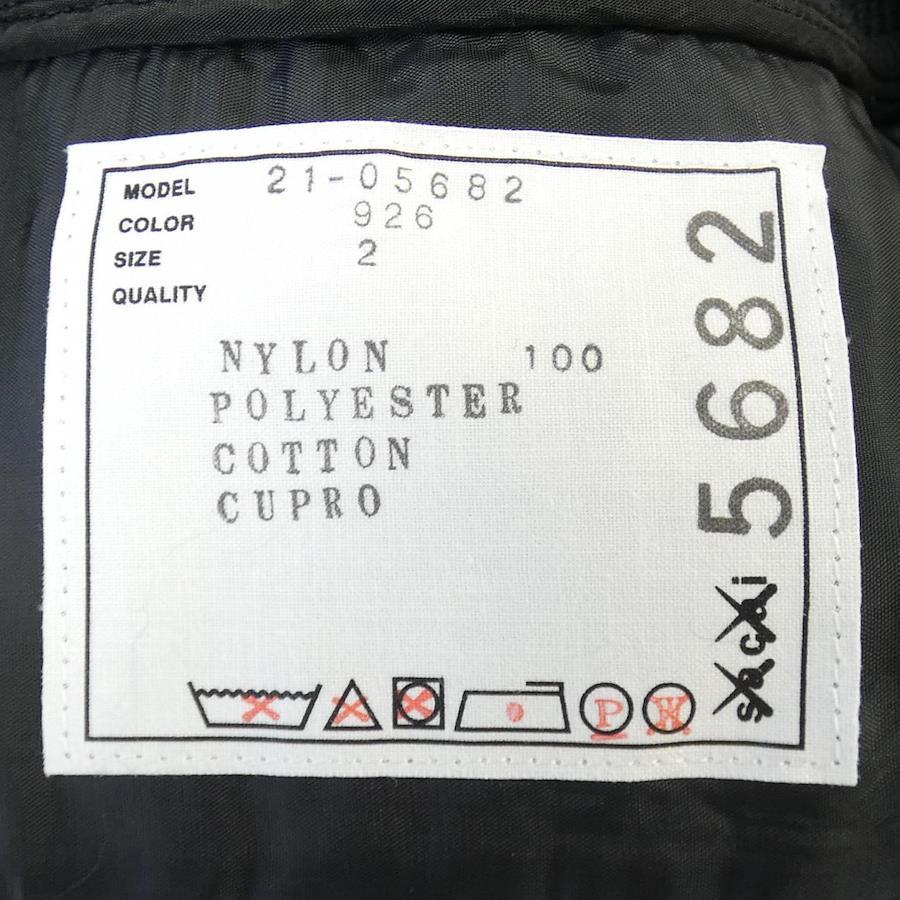 MODEL 21-05682
COLOR 926
SIZE 2
QUALITY
NYLON 100
POLYESTER
COTTON
CUPRO
P
W
sacai 5682